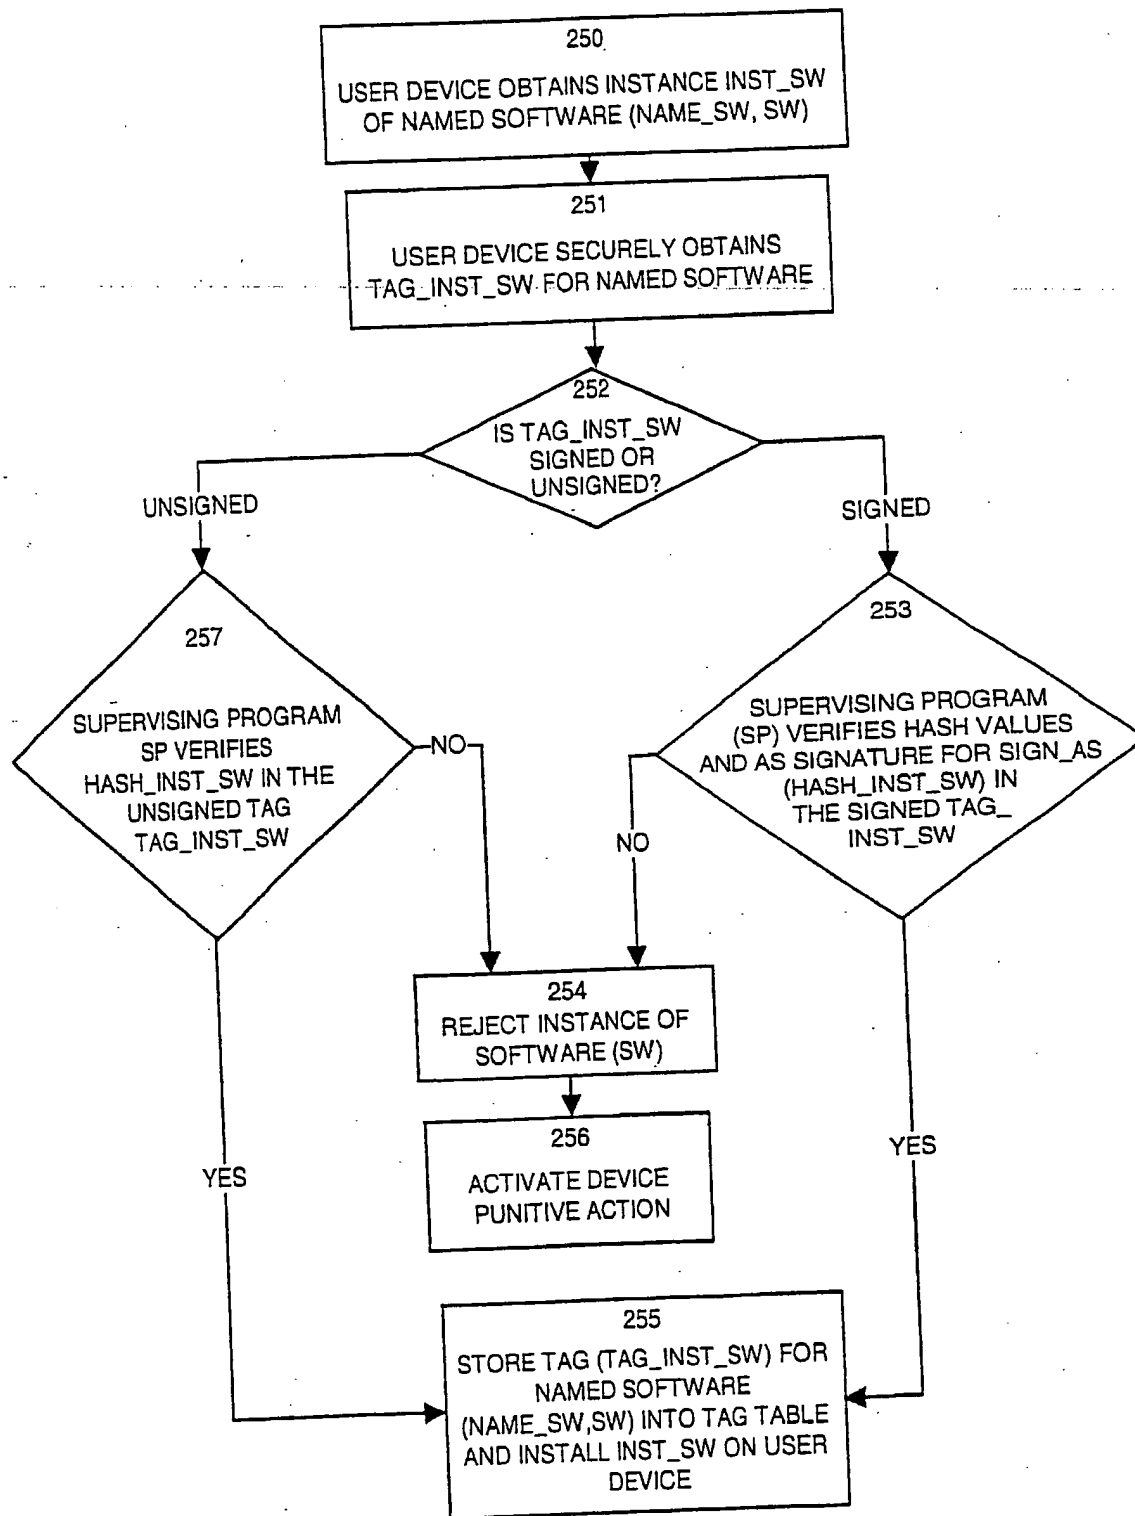 250
USER DEVICE OBTAINS INSTANCE INST_SW
OF NAMED SOFTWARE (NAME_SW, SW)
251
USER DEVICE SECURELY OBTAINS
TAG_INST_SW FOR NAMED SOFTWARE
252
IS TAG_INST_SW
SIGNED OR
UNSIGNED?
UNSIGNED
SIGNED
257
SUPERVISING PROGRAM
SP VERIFIES
HASH_INST_SW IN THE
UNSIGNED TAG
TAG_INST_SW
NO
253
SUPERVISING PROGRAM
(SP) VERIFIES HASH VALUES
AND AS SIGNATURE FOR SIGN_AS
(HASH_INST_SW) IN
THE SIGNED TAG_
INST_SW
NO
254
REJECT INSTANCE OF
SOFTWARE (SW)
256
ACTIVATE DEVICE
PUNITIVE ACTION
YES
YES
255
STORE TAG (TAG_INST_SW) FOR
NAMED SOFTWARE
(NAME_SW,SW) INTO TAG TABLE
AND INSTALL INST_SW ON USER
DEVICE